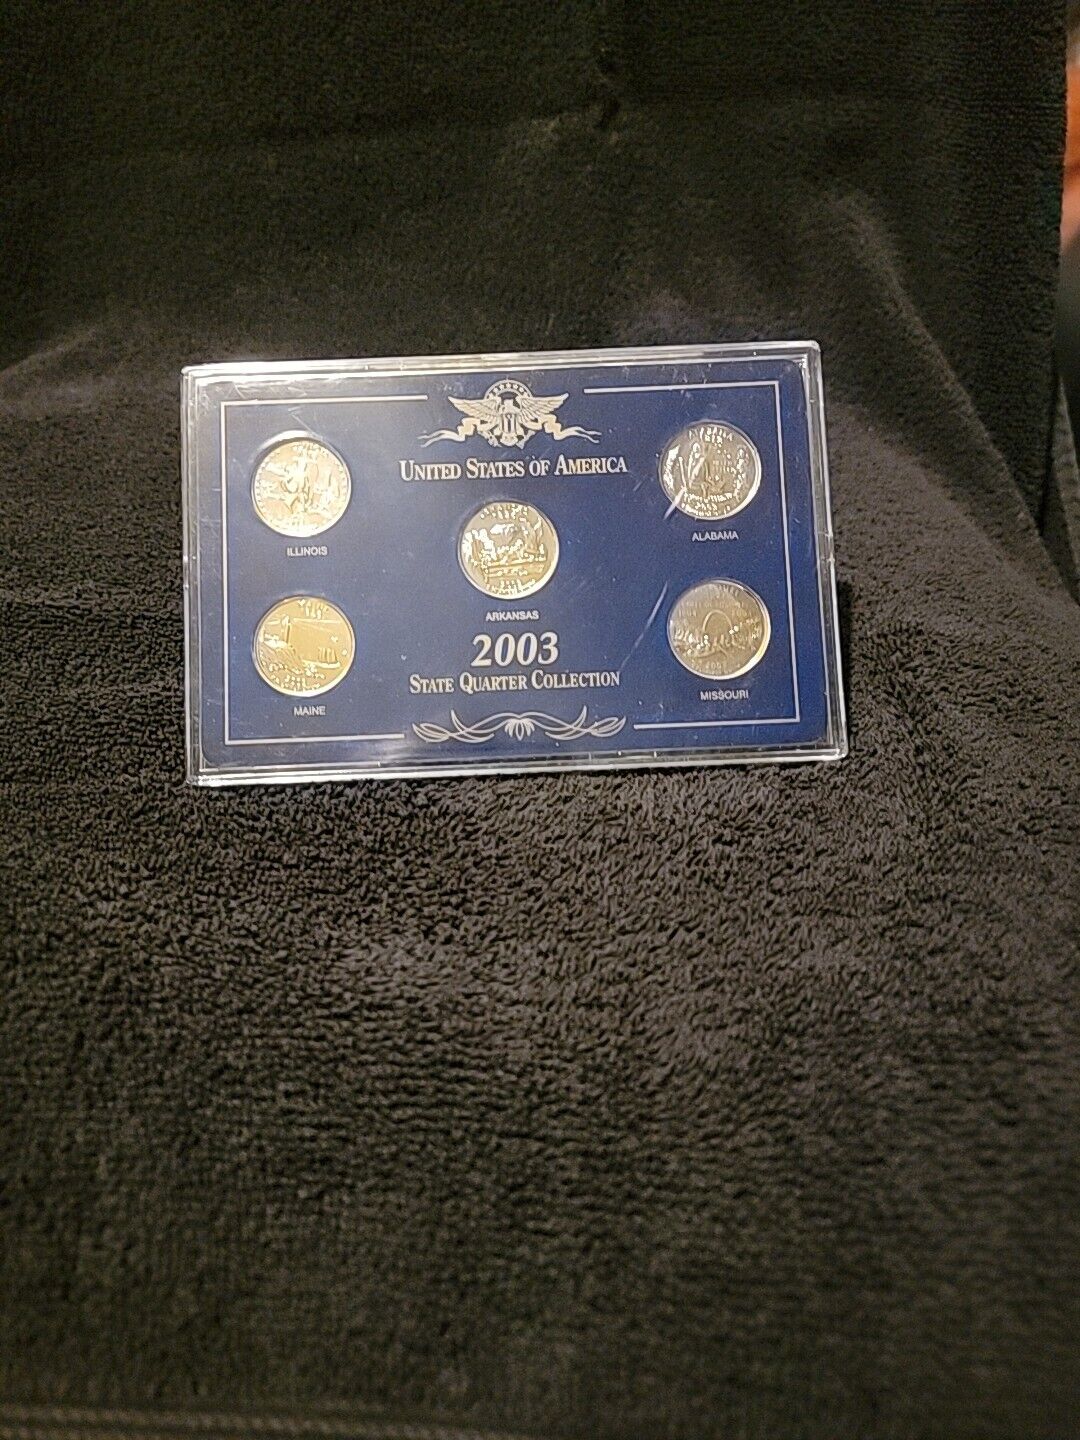 UNITED STATES OF AMERICA
ILLINOIS
ALABAMA
ARKANSAS
2003
STATE QUARTER COLLECTION
MAINE
MISSOURI